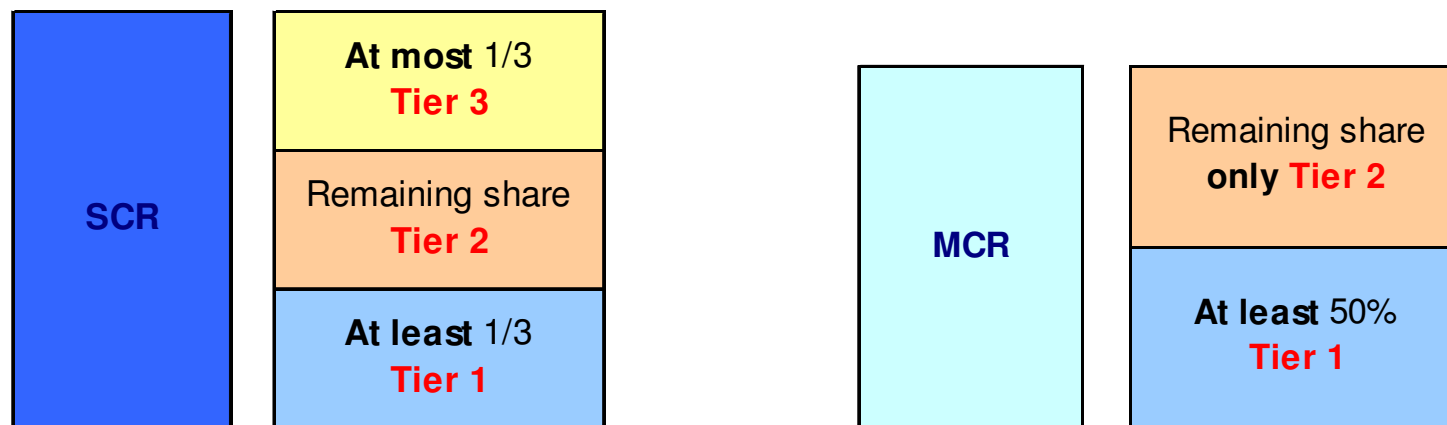 SCR
At most 1/3
Tier 3
Remaining share
Tier 2
At least 1/3
Tier 1
MCR
Remaining share
only Tier 2
At least 50%
Tier 1